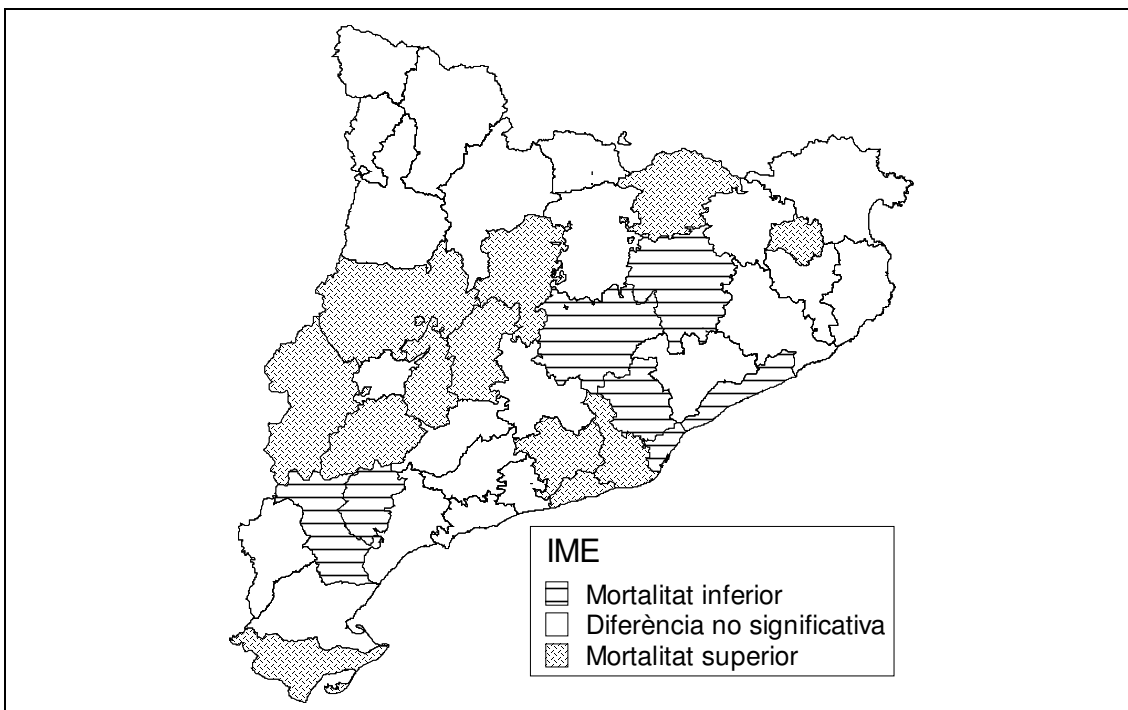 IME
Mortalitat inferior
Diferència no significativa
Mortalitat superior